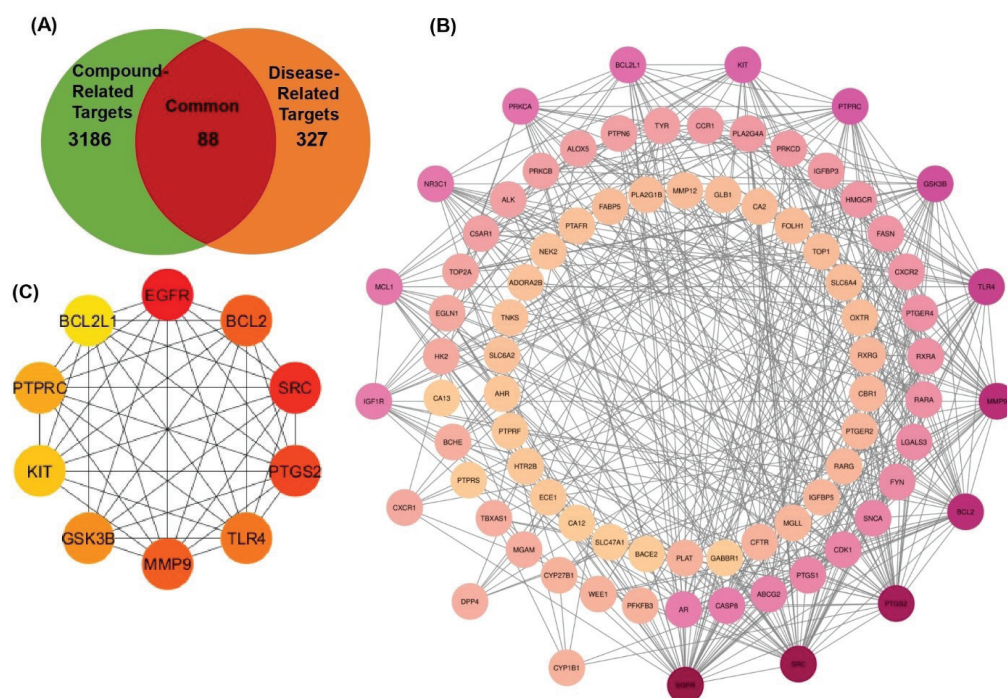 (A)
Compound-
Related
Targets
3186
Common
88
Disease-
Related
Targets
327
(B)
BCL2L1
KIT
PTPRC
GSK3B
TLR4
MMP9
BCL2
PTGS2
SRC
EGFR
CYP1B1
DPP4
CXCR1
IGF1R
MCL1
NR3C1
PRKCA
TYR
CCR1
PLA2G4A
PRKCD
IGFBP3
HMGCR
FASN
CXCR2
PTGER4
RXRA
RARA
LGALS3
FYN
SNCA
CDK1
PTGS1
ABCG2
CASP8
AR
PFKFB3
WEE1
CYP27B1
MGAM
TBXAS1
PTPRS
BCHE
CA13
HK2
EGLN1
TOP2A
C5AR1
ALK
PRKCB
ALOX5
PTPN6
MMP12
GLB1
CA2
FOLH1
TOP1
SLC6A4
OXTR
RXRG
CBR1
PTGER2
RARG
IGFBP5
MGLL
CFTR
GABBR1
PLAT
BACE2
SLC47A1
CA12
ECE1
HTR2B
PTPRF
AHR
SLC6A2
TNKS
ADORA2B
NEK2
PTAFR
FABP5
PLA2G1B
(C)
EGFR
BCL2
SRC
PTGS2
TLR4
MMP9
GSK3B
KIT
PTPRC
BCL2L1